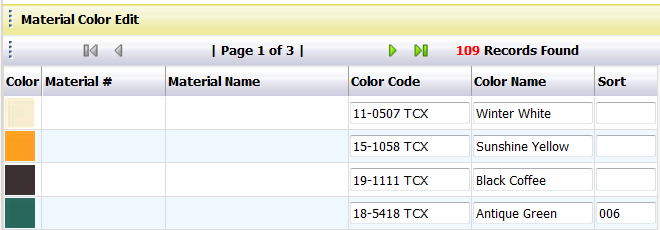 Material Color Edit
| Page 1 of 3 | 109 Records Found
Color Material # Material Name Color Code Color Name Sort
11-0507 TCX Winter White
15-1058 TCX Sunshine Yellow
19-1111 TCX Black Coffee
18-5418 TCX Antique Green 006